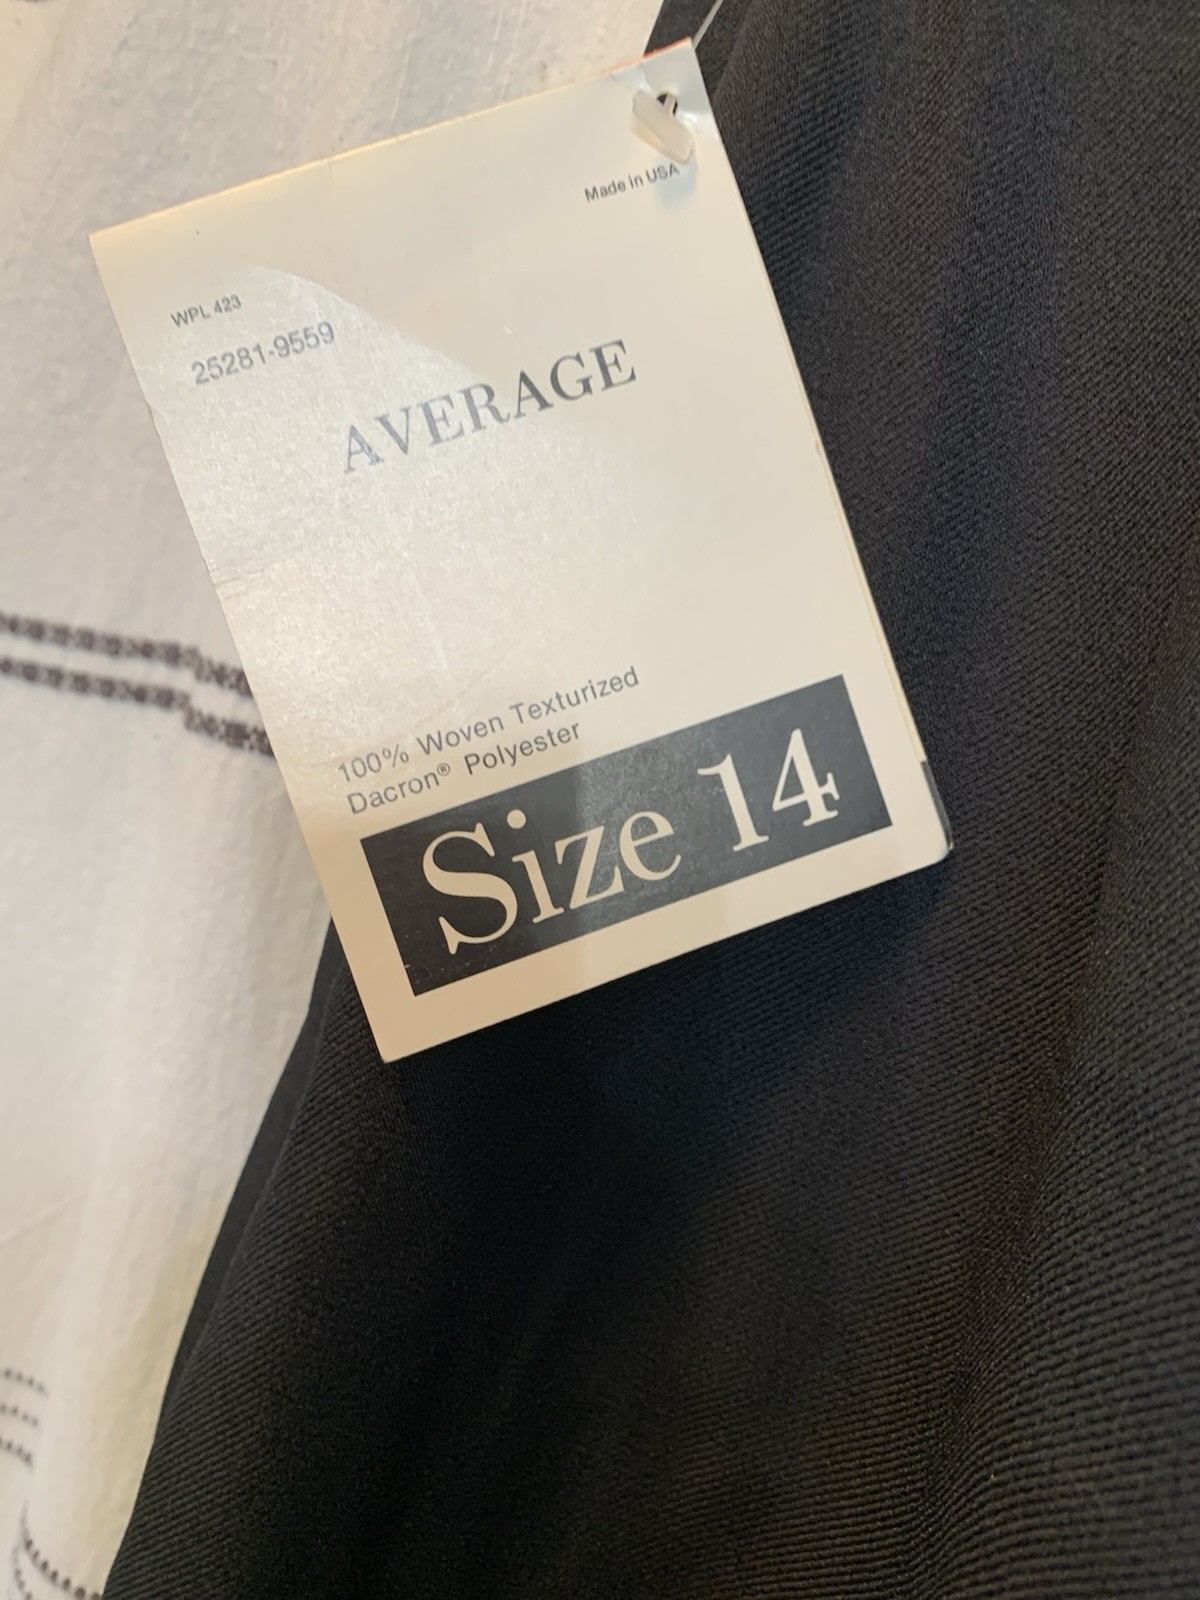 Made in USA
WPL 423
25281-9559
AVERAGE
100% Woven Texturized
Dacron® Polyester
Size 14